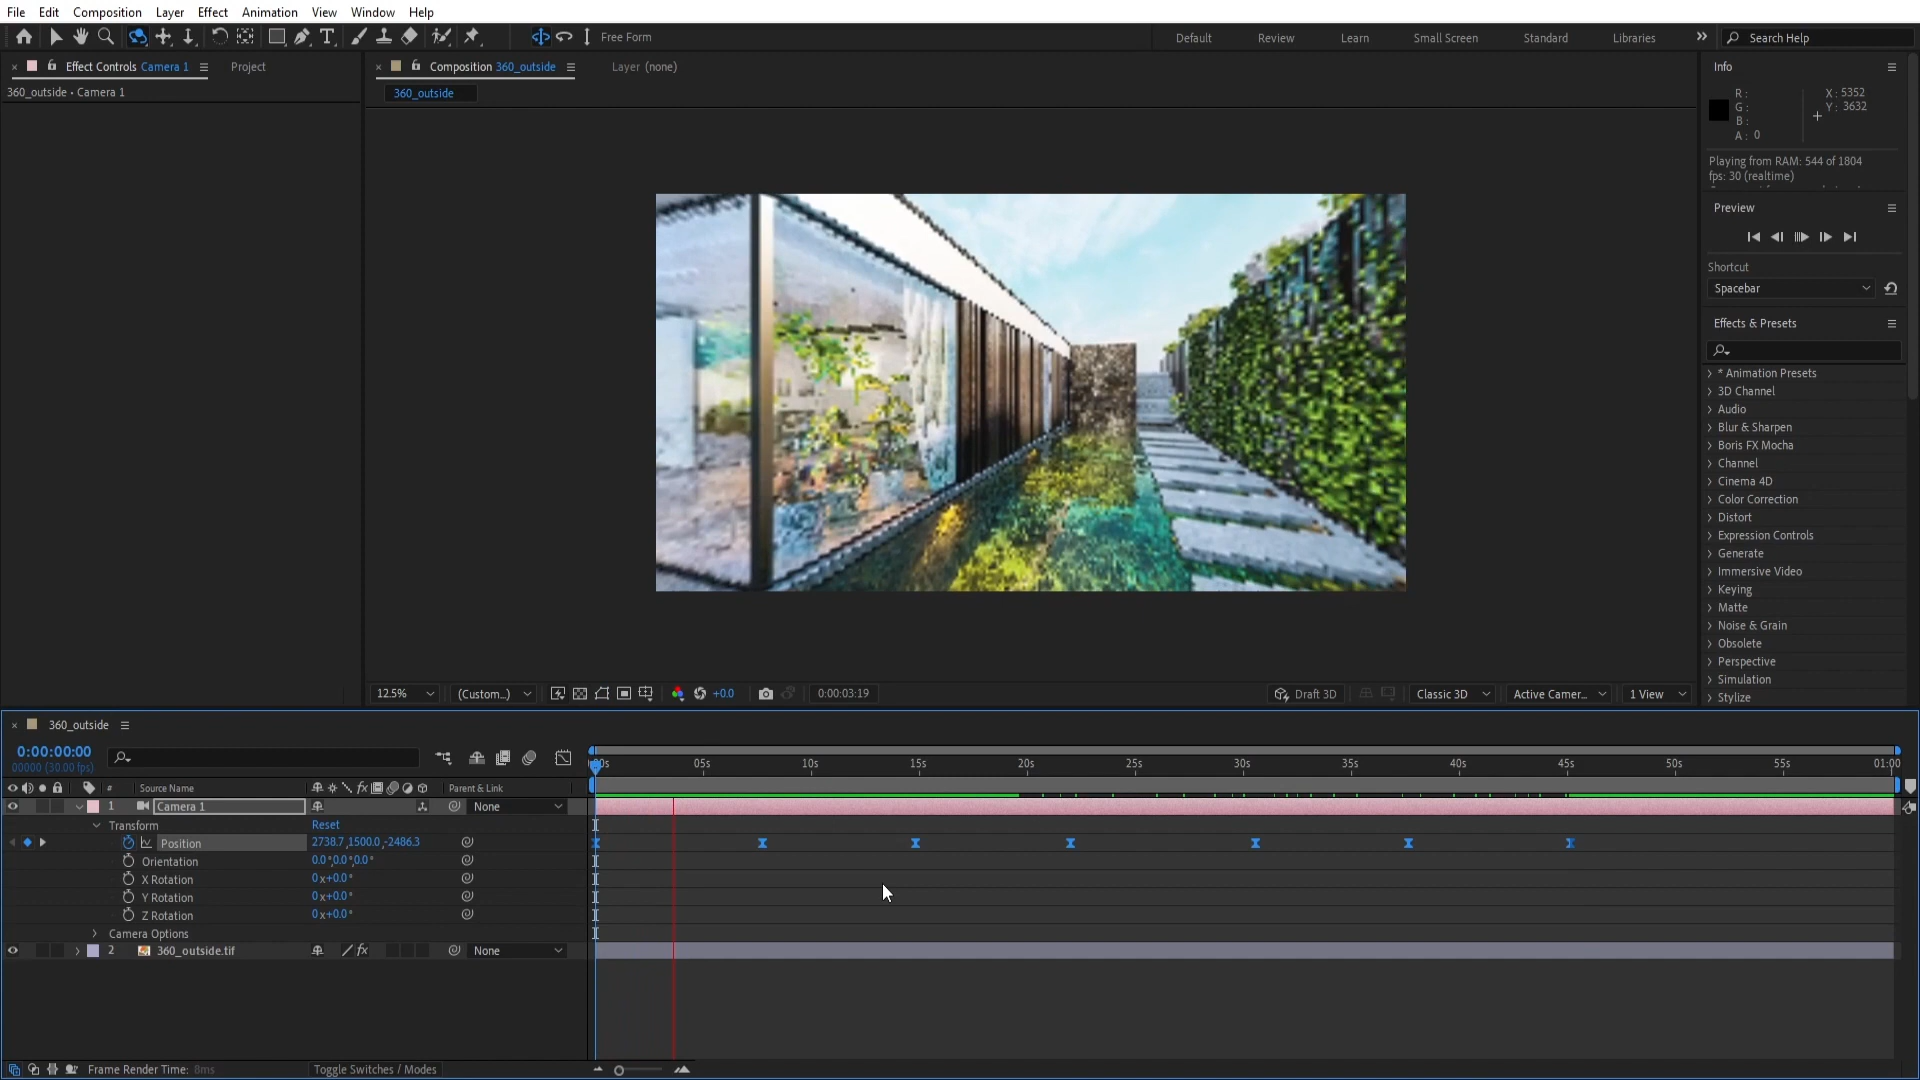 File Edit Composition Layer Effect Animation View Window Help
Free Form
Default Review Learn Small Screen Standard Libraries
Search Help
Effect Controls Camera 1
Project
360_outside • Camera 1
Composition 360_outside
Layer (none)
360_outside
Info
R :
G :
B :
A : 0
X : 5352
Y : 3632
Playing from RAM: 544 of 1804
fps: 30 (realtime)
Preview
Shortcut
Spacebar
Effects & Presets
* Animation Presets
3D Channel
Audio
Blur & Sharpen
Boris FX Mocha
Channel
Cinema 4D
Color Correction
Distort
Expression Controls
Generate
Immersive Video
Keying
Matte
Noise & Grain
Obsolete
Perspective
Simulation
Stylize
12.5%
(Custom...)
+0.0
0:00:03:19
Draft 3D
Classic 3D
Active Camer...
1 View
360_outside
0:00:00:00
00000 (30.00 fps)
05s 10s 15s 20s 25s 30s 35s 40s 45s 50s 55s 01:00
# Source Name Parent & Link
1 Camera 1 None
Transform Reset
Position 2738.7,1500.0,-2486.3
Orientation 0.0°,0.0°,0.0°
X Rotation 0x+0.0°
Y Rotation 0x+0.0°
Z Rotation 0x+0.0°
Camera Options
2 360_outside.tif fx None
Frame Render Time: 8ms
Toggle Switches / Modes